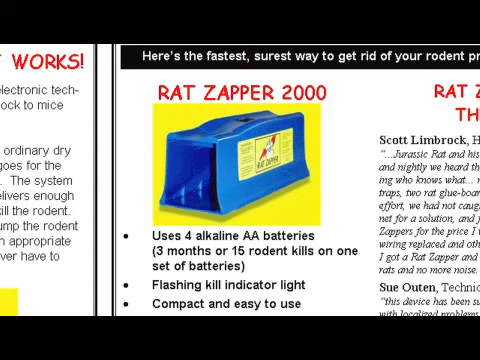 WORKS!
electronic tech-
ock to mice
ordinary dry
goes for the
The system
elivers enough
kill the rodent.
ump the rodent
n appropriate
ver have to
Here's the fastest, surest way to get rid of your rodent pr
RAT ZAPPER 2000
RAT ZAPPER
• Uses 4 alkaline AA batteries
(3 months or 15 rodent kills on one
set of batteries)
• Flashing kill indicator light
• Compact and easy to use
RAT Z
TH
Scott Limbrock, H
"...Jurassic Rat and his
and nightly we heard th
ing who knows what...
traps, two rat glue-boar
effort, we had not caugh
net for a solution, and f
Zappers for the price I
wiring replaced and othe
I got a Rat Zapper and
rats and no more noise.
Sue Outen, Technic
"this device has been su
with localized problems